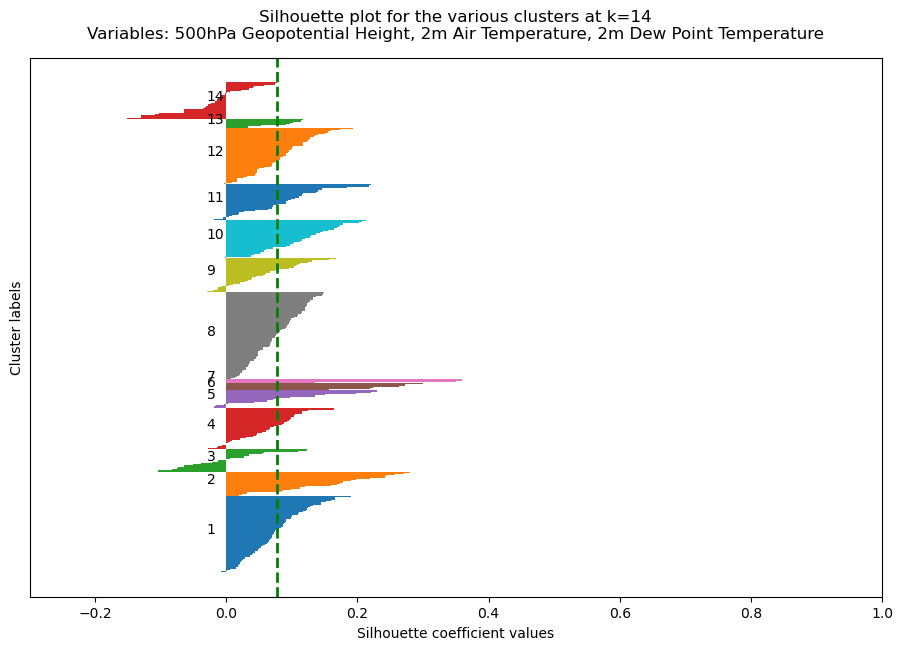 Silhouette plot for the various clusters at k=14
Variables: 500hPa Geopotential Height, 2m Air Temperature, 2m Dew Point Temperature
Cluster labels
14
13
12
11
10
9
8
7
6
5
4
3
2
1
−0.2 0.0 0.2 0.4 0.6 0.8 1.0
Silhouette coefficient values